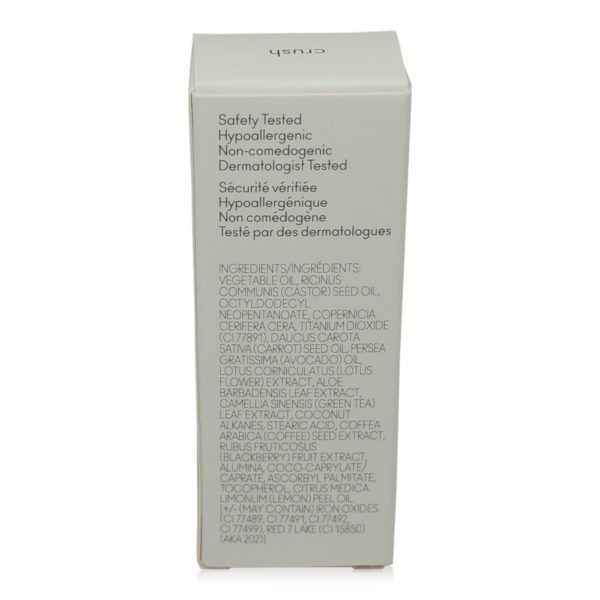 crush
Safety Tested
Hypoallergenic
Non-comedogenic
Dermatologist Tested
Sécurité vérifiée
Hypoallergénique
Non comédogène
Testé par des dermatologues
INGREDIENTS/INGRÉDIENTS:
VEGETABLE OIL, RICINUS
COMMUNIS (CASTOR) SEED OIL,
OCTYLDODECYL
NEOPENTANOATE, COPERNICIA
CERIFERA CERA, TITANIUM DIOXIDE
(CI 77891), DAUCUS CAROTA
SATIVA (CARROT) SEED OIL, PERSEA
GRATISSIMA (AVOCADO) OIL,
LOTUS CORNICULATUS (LOTUS
FLOWER) EXTRACT, ALOE
BARBADENSIS LEAF EXTRACT,
CAMELLIA SINENSIS (GREEN TEA)
LEAF EXTRACT, COCONUT
ALKANES, STEARIC ACID, COFFEA
ARABICA (COFFEE) SEED EXTRACT,
RUBUS FRUTICOSUS
(BLACKBERRY) FRUIT EXTRACT,
ALUMINA, COCO-CAPRYLATE/
CAPRATE, ASCORBYL PALMITATE,
TOCOPHEROL, CITRUS MEDICA
LIMONUM (LEMON) PEEL OIL.
[+/- (MAY CONTAIN) IRON OXIDES
(CI 77489, CI 77491, CI 77492,
CI 77499), RED 7 LAKE (CI 15850)
(AKA 202)]